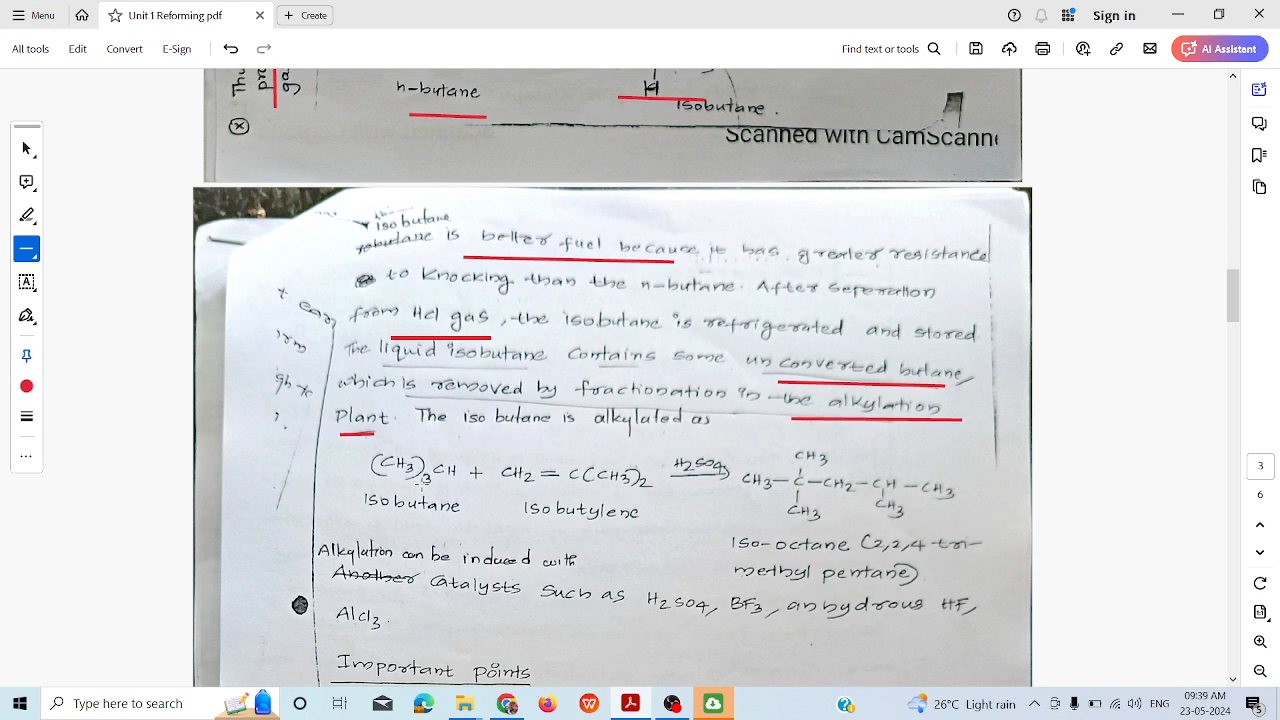 Menu
Unit 1 Reforming.pdf
Create
Sign in
All tools
Edit
Convert
E-Sign
Find text or tools
AI Assistant
n-butane
H
isobutane.
Scanned with CamScann
isobutane
butane is better fuel because it has greater resistance
to knocking than the n-butane. After seperation
from Hcl gas, the isobutane is refrigerated and stored.
The liquid isobutane contains some unconverted butane,
which is removed by fractionation in the alkylation
Plant. The iso butane is alkylated as
(CH3)3CH + CH2=C(CH3)2 H2SO4 CH3-C-CH2-CH-CH3
CH3
CH3
CH3
Isobutane
Isobutylene
Iso-octane (2,2,4 tri-
methyl pentane)
Alkylation can be induced with
Another catalysts such as H2SO4, BF3, anhydrous HF,
Alcl3.
Important points
3
6
Type here to search
26°C Light rain
ENG
09:39 AM
23-05-2024
5